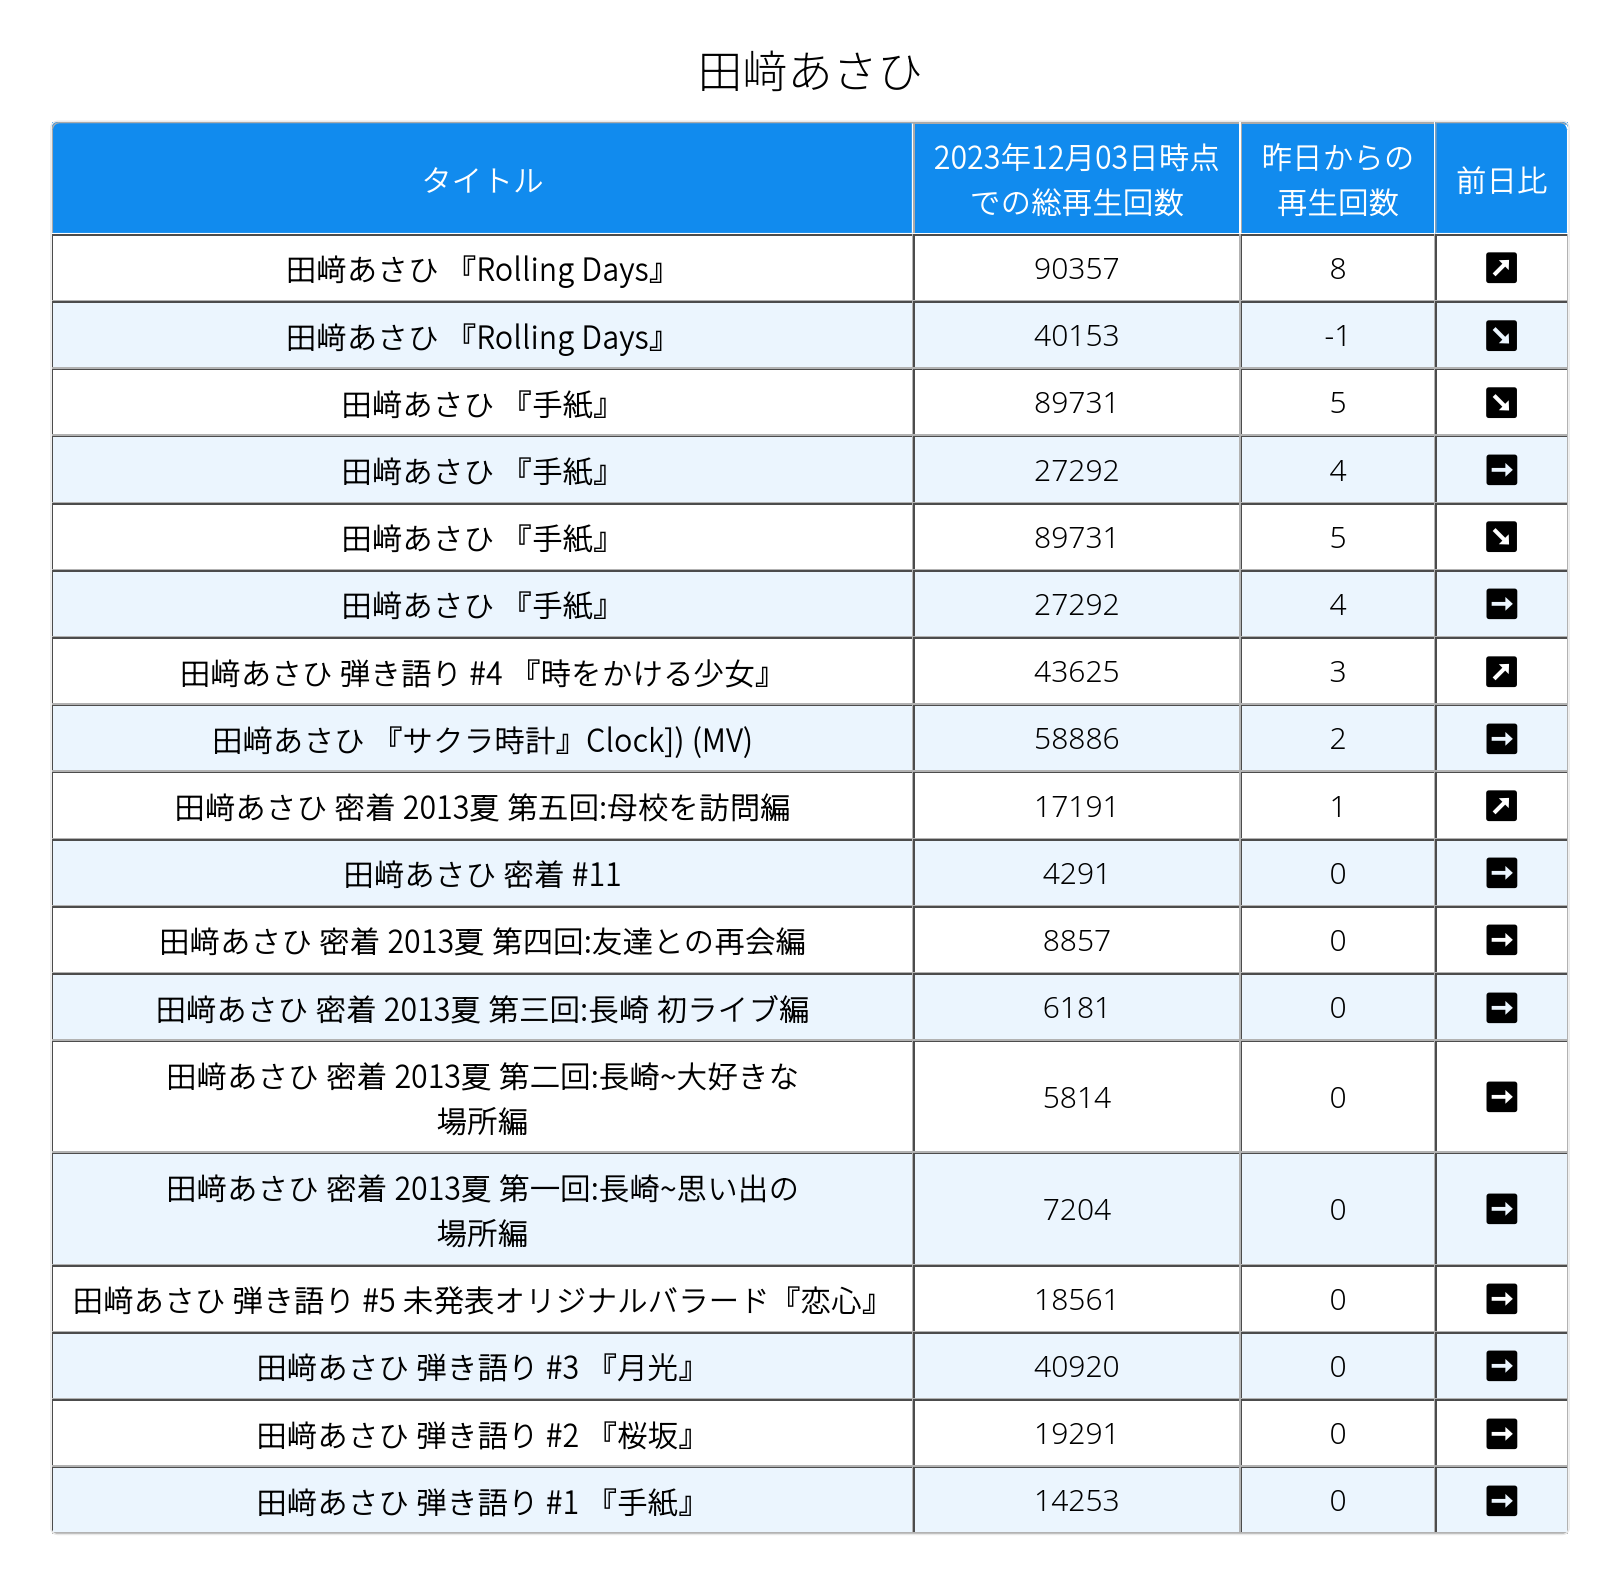 田﨑あさひ
タイトル
2023年12月03日時点
での総再生回数
昨日からの
再生回数
前日比
田﨑あさひ 『Rolling Days』 90357 8 ↗
田﨑あさひ 『Rolling Days』 40153 -1 ↘
田﨑あさひ 『手紙』 89731 5 ↘
田﨑あさひ 『手紙』 27292 4 ➡
田﨑あさひ 『手紙』 89731 5 ↘
田﨑あさひ 『手紙』 27292 4 ➡
田﨑あさひ 弾き語り #4 『時をかける少女』 43625 3 ↗
田﨑あさひ 『サクラ時計』Clock]) (MV) 58886 2 ➡
田﨑あさひ 密着 2013夏 第五回:母校を訪問編 17191 1 ↗
田﨑あさひ 密着 #11 4291 0 ➡
田﨑あさひ 密着 2013夏 第四回:友達との再会編 8857 0 ➡
田﨑あさひ 密着 2013夏 第三回:長崎 初ライブ編 6181 0 ➡
田﨑あさひ 密着 2013夏 第二回:長崎~大好きな
場所編 5814 0 ➡
田﨑あさひ 密着 2013夏 第一回:長崎~思い出の
場所編 7204 0 ➡
田﨑あさひ 弾き語り #5 未発表オリジナルバラード『恋心』 18561 0 ➡
田﨑あさひ 弾き語り #3 『月光』 40920 0 ➡
田﨑あさひ 弾き語り #2 『桜坂』 19291 0 ➡
田﨑あさひ 弾き語り #1 『手紙』 14253 0 ➡